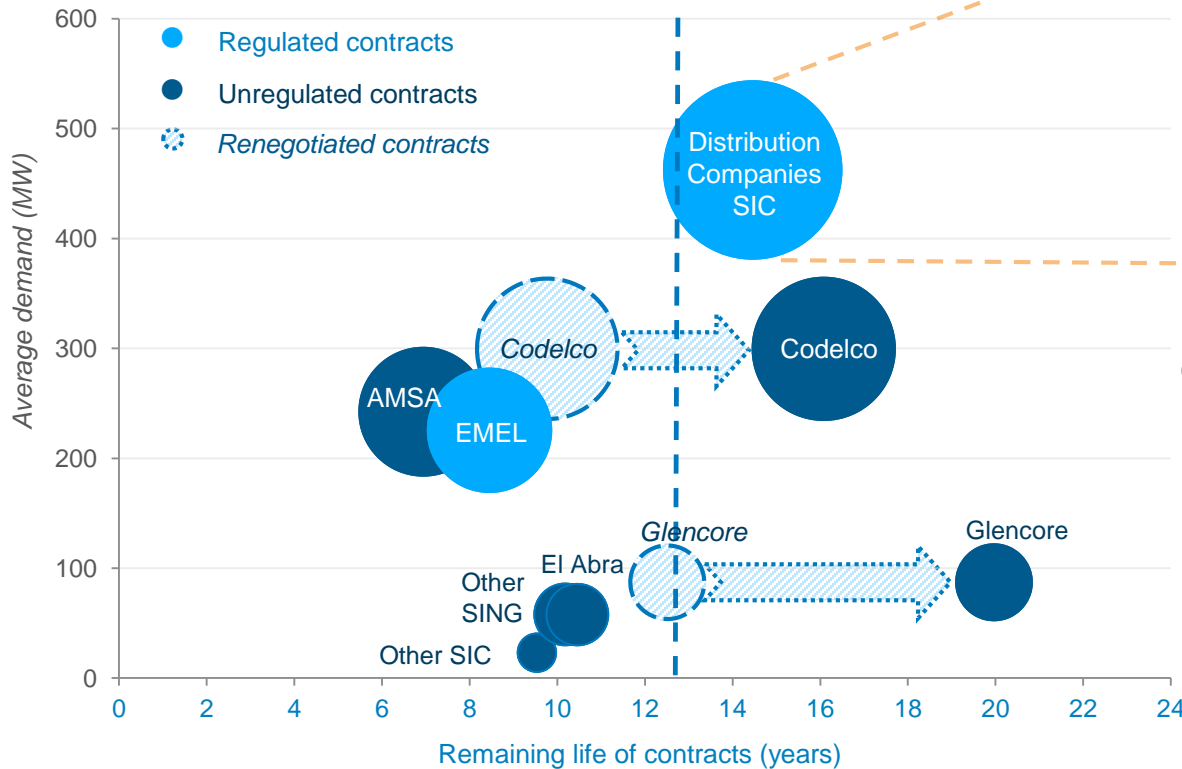 600
500
400
300
200
100
0
Average demand (MW)
Regulated contracts
Unregulated contracts
Renegotiated contracts
Distribution
Companies
SIC
Codelco
Codelco
AMSA
EMEL
Glencore
Glencore
El Abra
Other
SING
Other SIC
0 2 4 6 8 10 12 14 16 18 20 22 24
Remaining life of contracts (years)